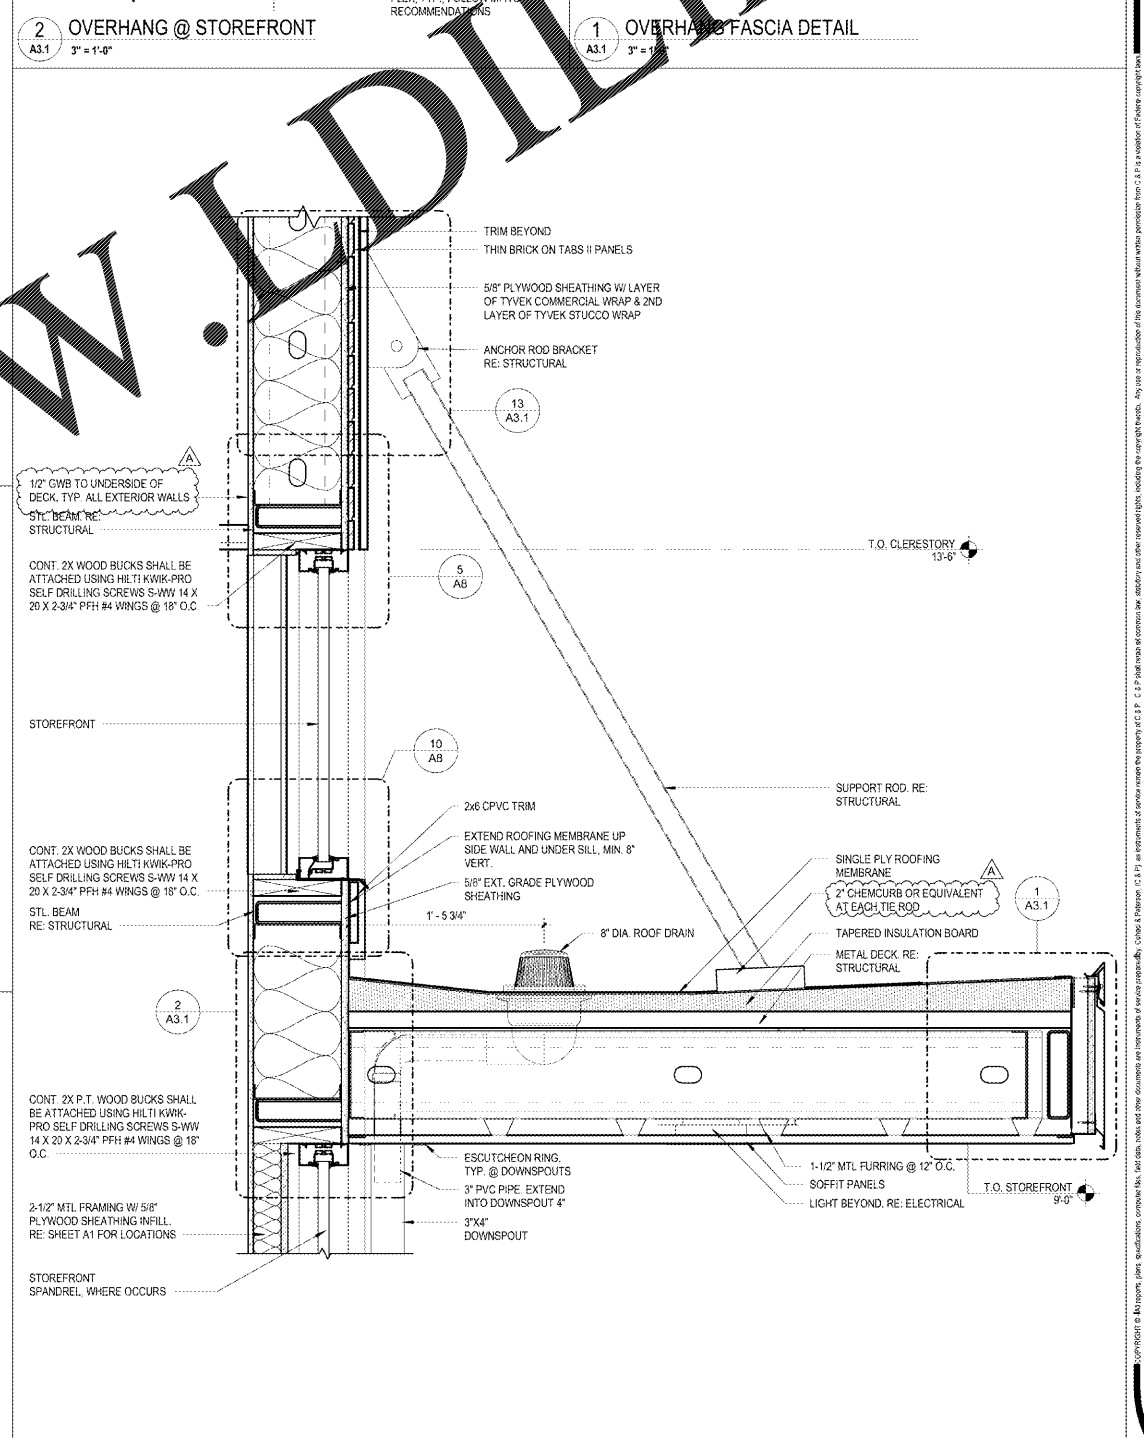 RECOMMENDATIONS
2
A3.1
OVERHANG @ STOREFRONT
3" = 1'-0"
1
A3.1
OVERHANG FASCIA DETAIL
3" =
W.LDIL
TRIM BEYOND
THIN BRICK ON TABS II PANELS
5/8" PLYWOOD SHEATHING W/ LAYER
OF TYVEK COMMERCIAL WRAP & 2ND
LAYER OF TYVEK STUCCO WRAP
ANCHOR ROD BRACKET
RE: STRUCTURAL
13
A3.1
A
1/2" GWB TO UNDERSIDE OF
DECK, TYP. ALL EXTERIOR WALLS
STL. BEAM. RE:
STRUCTURAL
T.O. CLERESTORY
13'-6"
CONT. 2X WOOD BUCKS SHALL BE
ATTACHED USING HILTI KWIK-PRO
SELF DRILLING SCREWS S-WW 14 X
20 X 2-3/4" PFH #4 WINGS @ 18" O.C.
5
A8
STOREFRONT
10
A8
SUPPORT ROD. RE:
STRUCTURAL
2x6 CPVC TRIM
EXTEND ROOFING MEMBRANE UP
SIDE WALL AND UNDER SILL, MIN. 8"
VERT.
5/8" EXT. GRADE PLYWOOD
SHEATHING
CONT. 2X WOOD BUCKS SHALL BE
ATTACHED USING HILTI KWIK-PRO
SELF DRILLING SCREWS S-WW 14 X
20 X 2-3/4" PFH #4 WINGS @ 18" O.C.
STL. BEAM
RE: STRUCTURAL
1' - 5 3/4"
8" DIA. ROOF DRAIN
SINGLE PLY ROOFING
MEMBRANE
A
2" CHEMCURB OR EQUIVALENT
AT EACH TIE ROD
TAPERED INSULATION BOARD
METAL DECK. RE:
STRUCTURAL
1
A3.1
2
A3.1
CONT. 2X P.T. WOOD BUCKS SHALL
BE ATTACHED USING HILTI KWIK-
PRO SELF DRILLING SCREWS S-WW
14 X 20 X 2-3/4" PFH #4 WINGS @ 18"
O.C.
ESCUTCHEON RING.
TYP. @ DOWNSPOUTS
3" PVC PIPE. EXTEND
INTO DOWNSPOUT 4"
3"X4"
DOWNSPOUT
1-1/2" MTL FURRING @ 12" O.C.
SOFFIT PANELS
LIGHT BEYOND. RE: ELECTRICAL
T.O. STOREFRONT
9'-0"
2-1/2" MTL FRAMING W/ 5/8"
PLYWOOD SHEATHING INFILL.
RE: SHEET A1 FOR LOCATIONS
STOREFRONT
SPANDREL, WHERE OCCURS